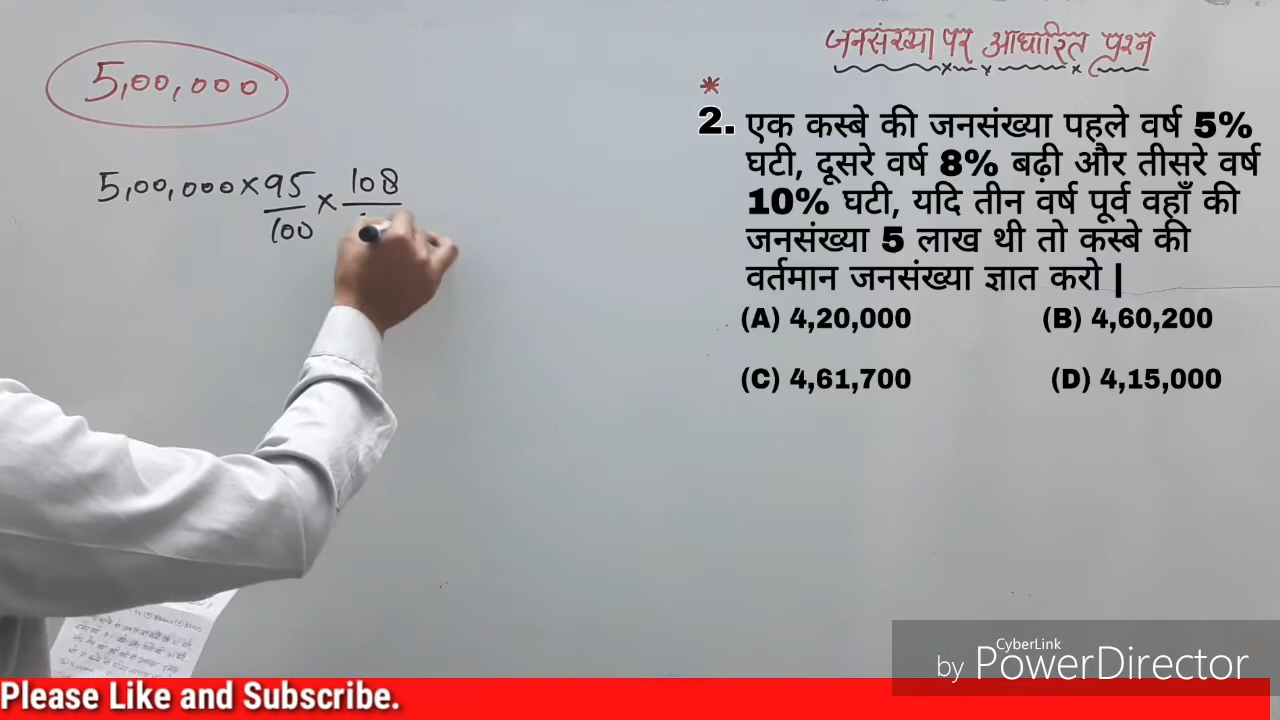 5,00,000
जनसंख्या पर आधारित प्रश्न
*
2. एक कस्बे की जनसंख्या पहले वर्ष 5%
घटी, दूसरे वर्ष 8% बढ़ी और तीसरे वर्ष
10% घटी, यदि तीन वर्ष पूर्व वहाँ की
जनसंख्या 5 लाख थी तो कस्बे की
वर्तमान जनसंख्या ज्ञात करो |
(A) 4,20,000 (B) 4,60,200
(C) 4,61,700 (D) 4,15,000
5,00,000 × 95 × 108
100
CyberLink
by PowerDirector
Please Like and Subscribe.